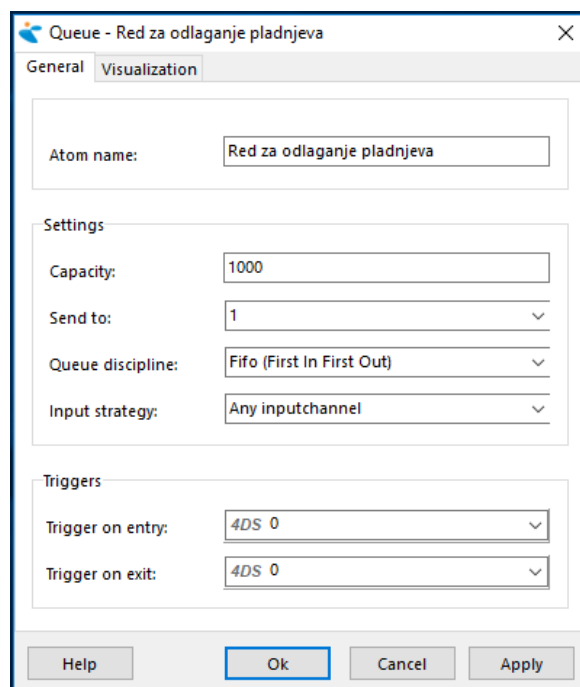 Queue - Red za odlaganje pladnjeva
General Visualization
Atom name: Red za odlaganje pladnjeva
Settings
Capacity: 1000
Send to: 1
Queue discipline: Fifo (First In First Out)
Input strategy: Any inputchannel
Triggers
Trigger on entry: 4DS 0
Trigger on exit: 4DS 0
Help Ok Cancel Apply